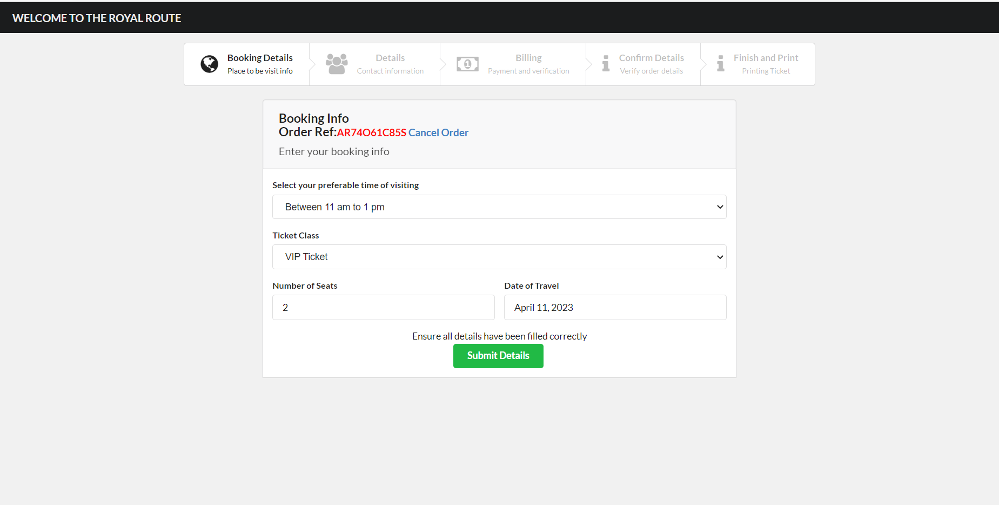 WELCOME TO THE ROYAL ROUTE
Booking Details
Place to be visit info
Details
Contact information
Billing
Payment and verification
Confirm Details
Verify order details
Finish and Print
Printing Ticket
Booking Info
Order Ref:AR74O61C85S Cancel Order
Enter your booking info
Select your preferable time of visiting
Between 11 am to 1 pm
Ticket Class
VIP Ticket
Number of Seats
Date of Travel
2
April 11, 2023
Ensure all details have been filled correctly
Submit Details